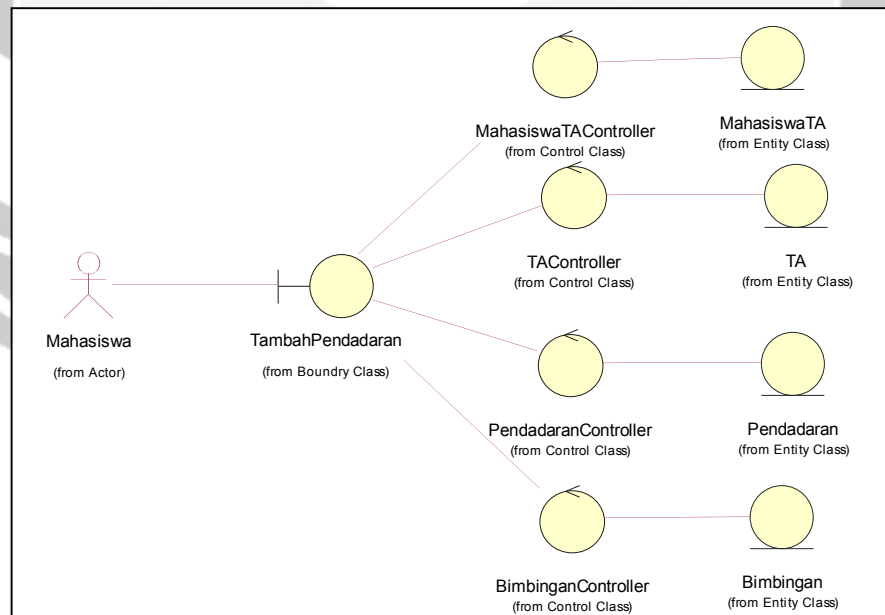 MahasiswaTAController
(from Control Class)
MahasiswaTA
(from Entity Class)
TAController
(from Control Class)
TA
(from Entity Class)
Mahasiswa
(from Actor)
TambahPendadaran
(from Boundry Class)
PendadaranController
(from Control Class)
Pendadaran
(from Entity Class)
BimbinganController
(from Control Class)
Bimbingan
(from Entity Class)